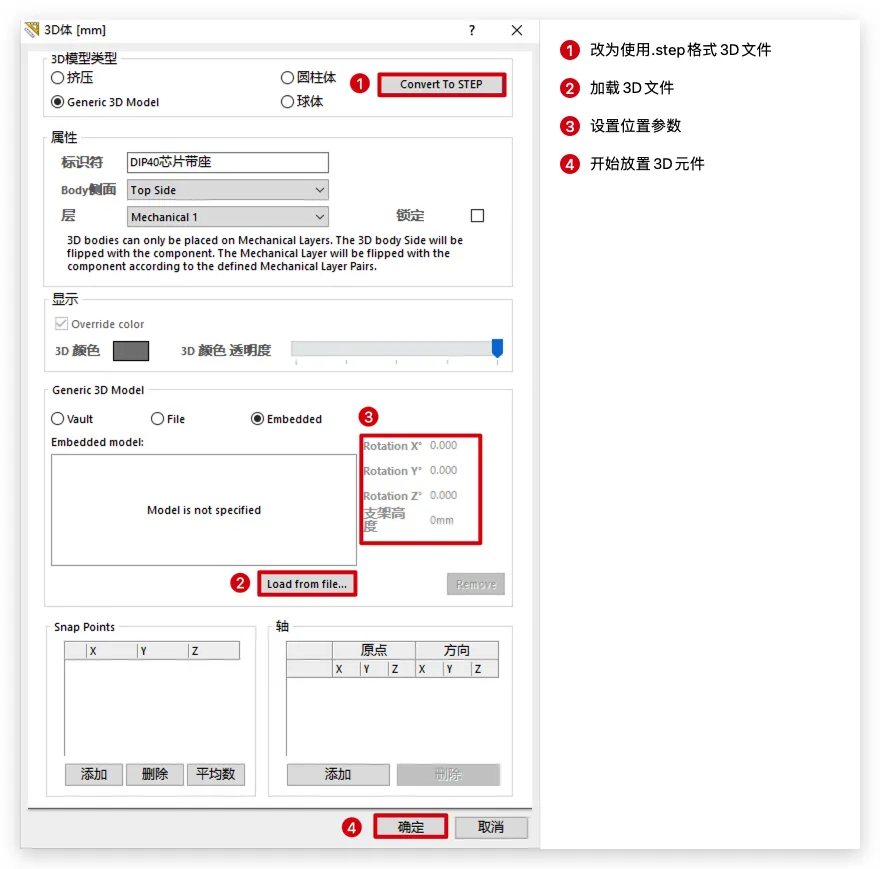 3D体 [mm]
?
3D模型类型
挤压
圆柱体
1
Convert To STEP
Generic 3D Model
球体
属性
标识符
DIP40芯片带座
Body侧面
Top Side
层
Mechanical 1
锁定
3D bodies can only be placed on Mechanical Layers. The 3D body Side will be
flipped with the component. The Mechanical Layer will be flipped with the
component according to the defined Mechanical Layer Pairs.
显示
Override color
3D 颜色
3D 颜色 透明度
Generic 3D Model
Vault
File
Embedded
3
Embedded model:
Model is not specified
Rotation X° 0.000
Rotation Y° 0.000
Rotation Z° 0.000
支架高
度
0mm
2
Load from file...
Remove
Snap Points
X Y Z
添加
删除
平均数
轴
原点 方向
X Y Z X Y Z
添加
删除
4
确定
取消
1 改为使用.step格式 3D 文件
2 加载 3D 文件
3 设置位置参数
4 开始放置 3D 元件